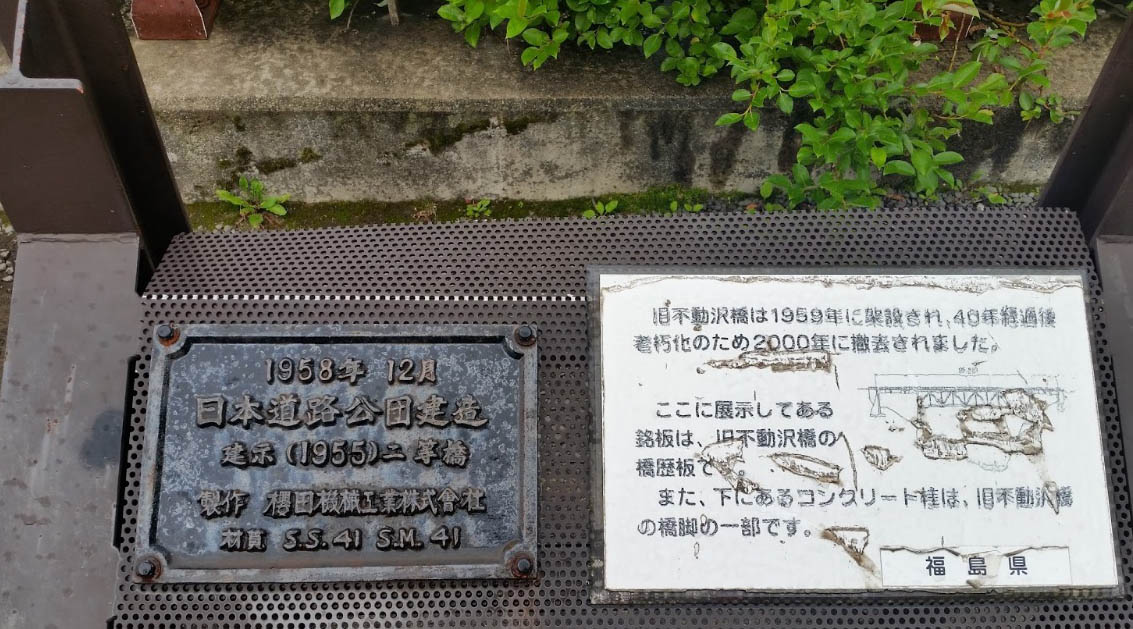 1958年 12月
日本道路公団建造
建示(1955)二等橋
製作 櫻田機械工業株式會社
材質 S.S.41 S.M.41
旧不動沢橋は1959年に架設され、40年経過後
老朽化のため2000年に撤去されました。
ここに展示してある
銘板は、旧不動沢橋の
橋歴板で
また、下にあるコンクリート柱は、旧不動沢橋
の橋脚の一部です。
福島県